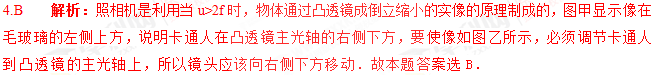 4.B 解析：照相机是利用当 u>2f 时，物体通过凸透镜成倒立缩小的实像的原理制成的，图甲显示像在
毛玻璃的左侧上方，说明卡通人在凸透镜主光轴的右侧下方，要使像如图乙所示，必须调节卡通人
到凸透镜的主光轴上，所以镜头应该向右侧下方移动．故本题答案选 B．